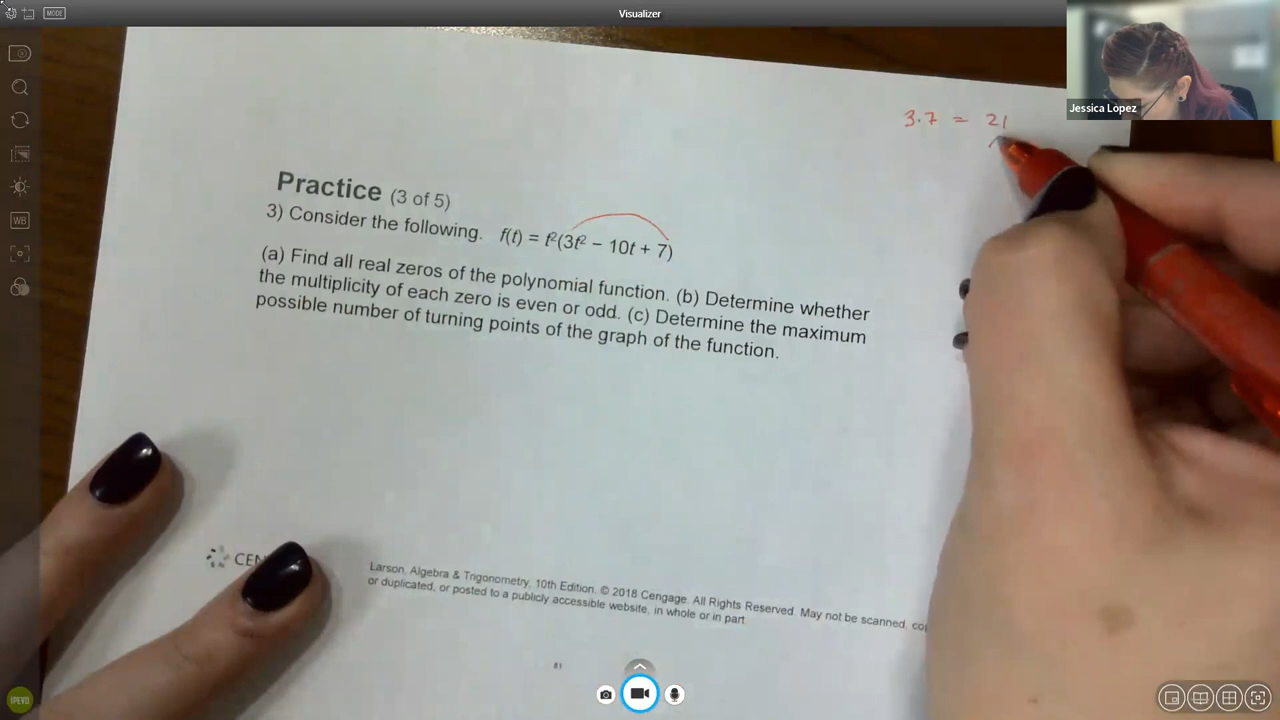 MODE
Visualizer
Jessica Lopez
WB
3·7 = 21
Practice (3 of 5)
3) Consider the following. f(t) = t²(3t² − 10t + 7)
(a) Find all real zeros of the polynomial function. (b) Determine whether
the multiplicity of each zero is even or odd. (c) Determine the maximum
possible number of turning points of the graph of the function.
CEN
Larson, Algebra & Trigonometry, 10th Edition. © 2018 Cengage. All Rights Reserved. May not be scanned,
or duplicated, or posted to a publicly accessible website, in whole or in part.
81
IPEVO